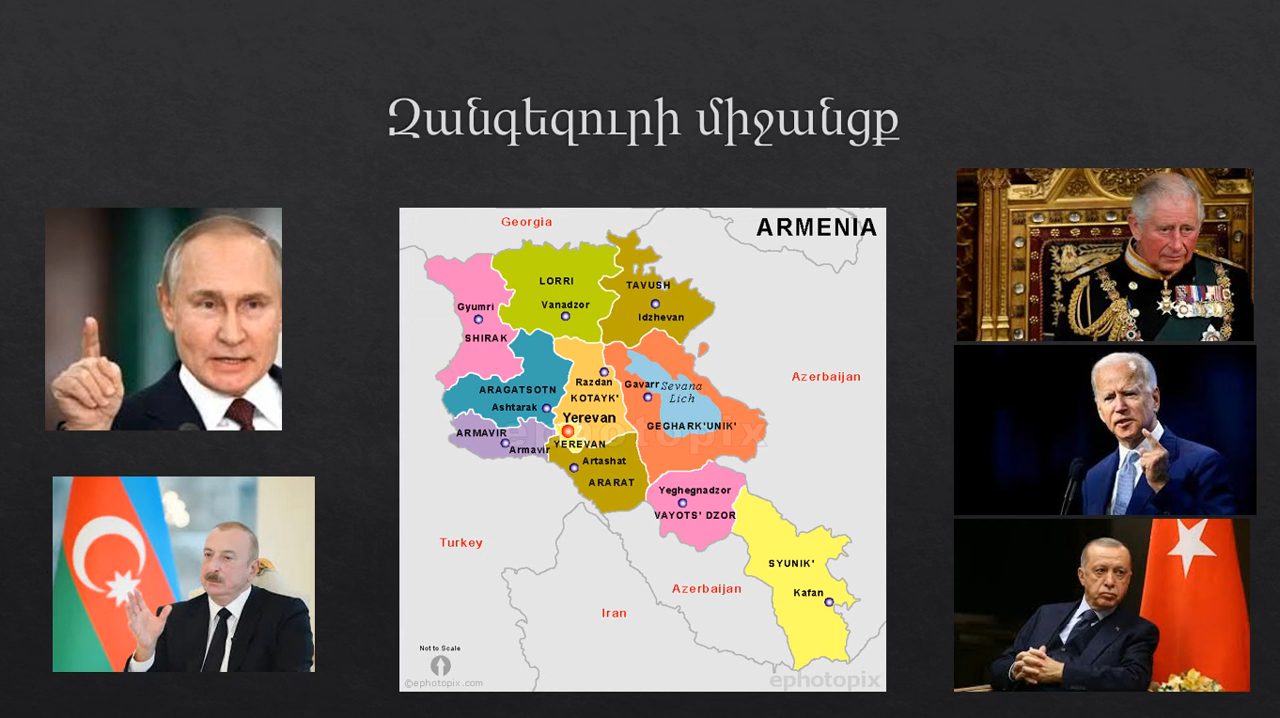 Զանգեզուրի միջանցք
Georgia
ARMENIA
LORRI
TAVUSH
Gyumri
Vanadzor
Idzhevan
SHIRAK
Azerbaijan
Razdan
Gavarr
Sevana
Lich
ARAGATSOTN
KOTAYK'
Ashtarak
Yerevan
GEGHARK'UNIK'
ARMAVIR
Armavir
YEREVAN
ephotopix
Artashat
ARARAT
Yeghegnadzor
VAYOTS' DZOR
Turkey
SYUNIK'
Azerbaijan
Kafan
Iran
Not to Scale
©ephotopix.com
ephotopix